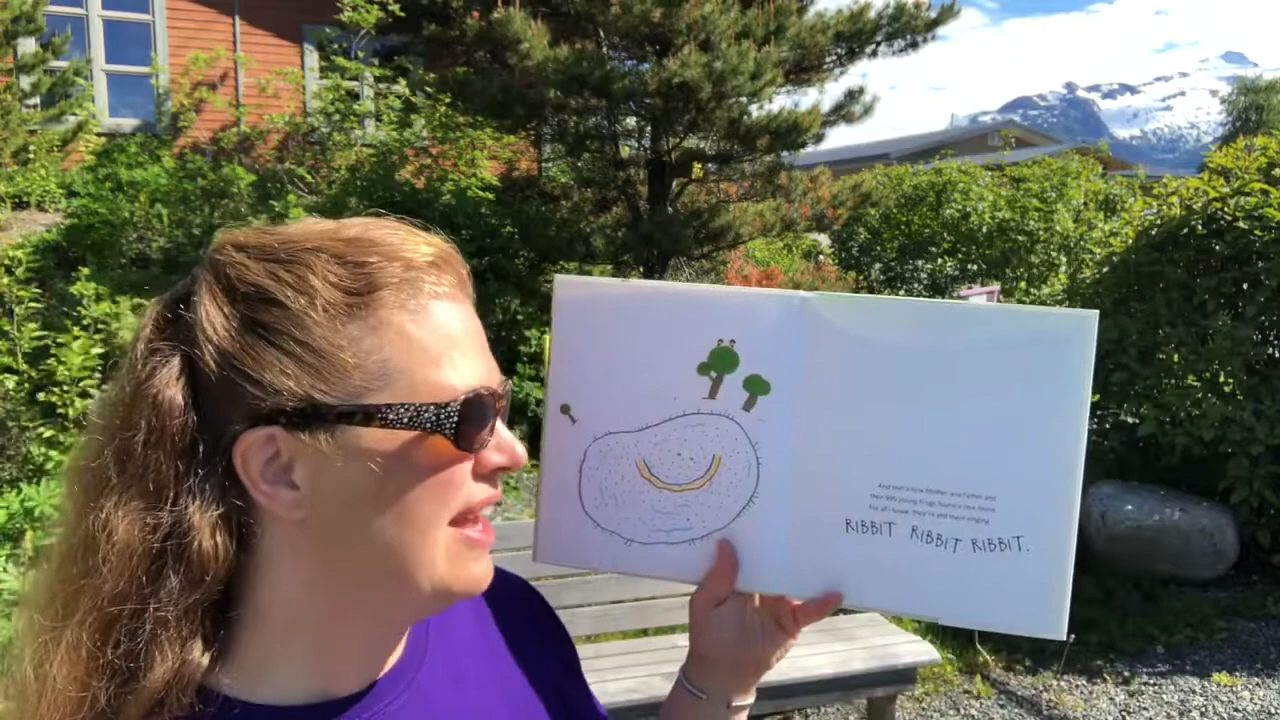 And that's how Mother and Father and
their 999 young frogs found a new home.
For all I know, they're still there singing
RIBBIT RIBBIT RIBBIT.